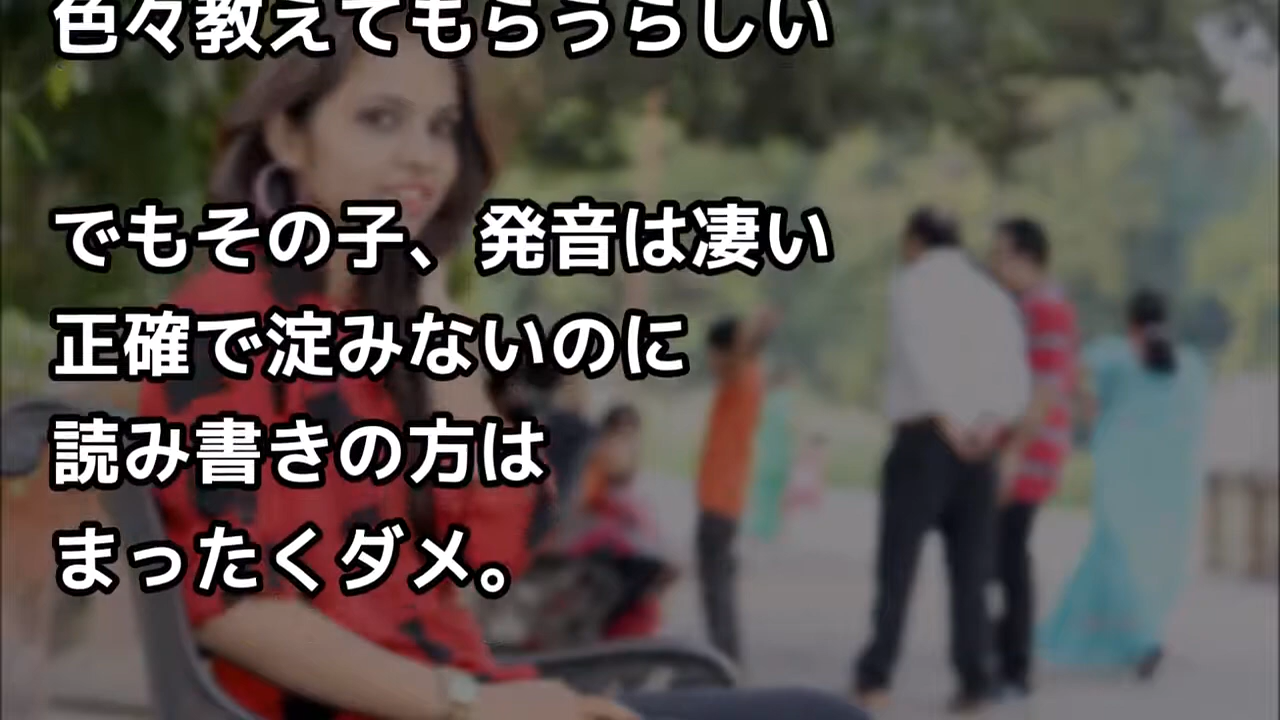 色々教えてもらうらしい
でもその子、発音は凄い
正確で淀みないのに
読み書きの方は
まったくダメ。